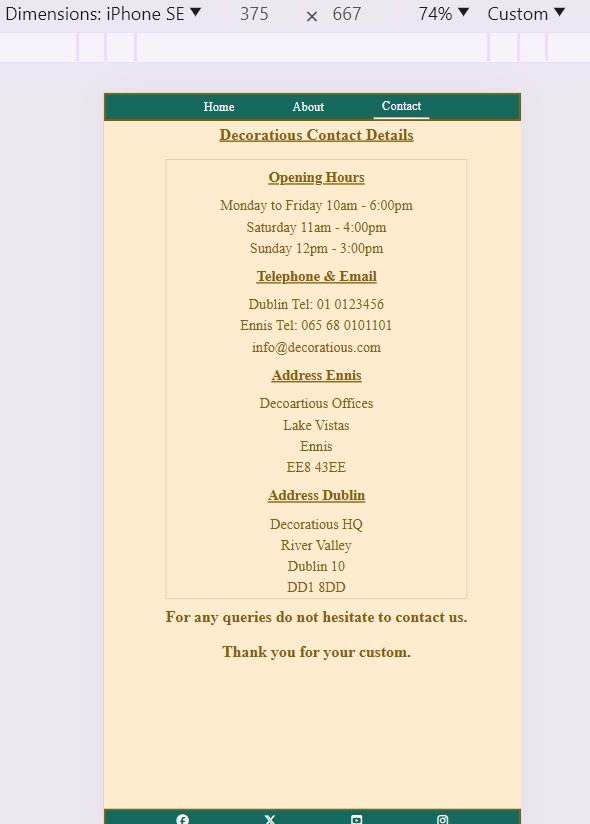 Dimensions: iPhone SE 375 × 667 74% Custom
Home About Contact
Decoratious Contact Details
Opening Hours
Monday to Friday 10am - 6:00pm
Saturday 11am - 4:00pm
Sunday 12pm - 3:00pm
Telephone & Email
Dublin Tel: 01 0123456
Ennis Tel: 065 68 0101101
info@decoratious.com
Address Ennis
Decoartious Offices
Lake Vistas
Ennis
EE8 43EE
Address Dublin
Decoratious HQ
River Valley
Dublin 10
DD1 8DD
For any queries do not hesitate to contact us.
Thank you for your custom.